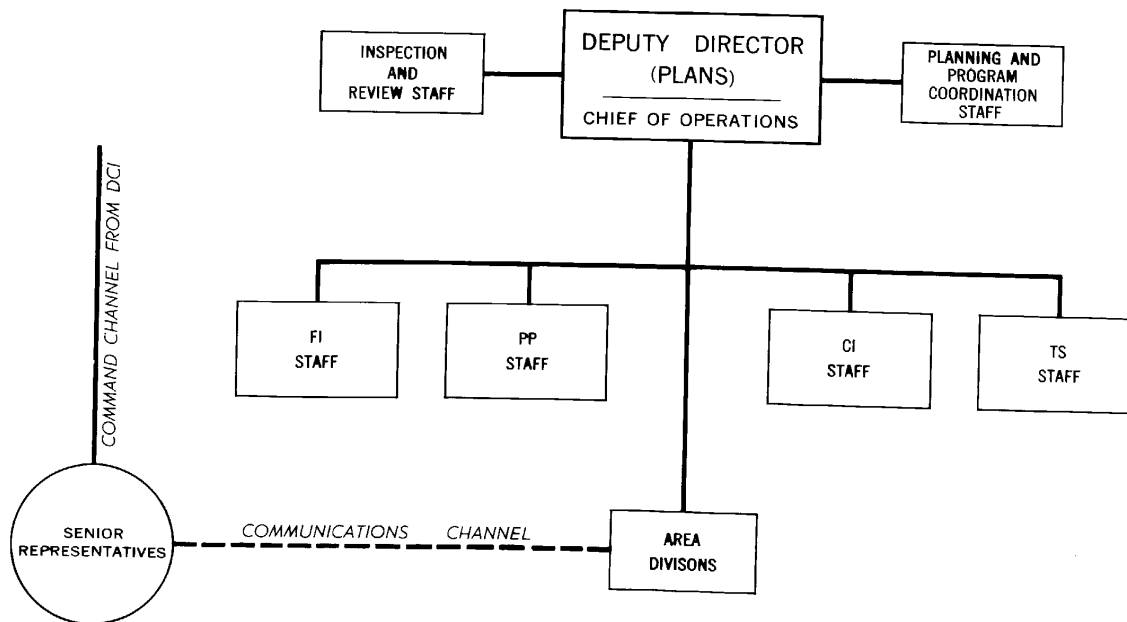 INSPECTION
AND
REVIEW STAFF
DEPUTY DIRECTOR
(PLANS)
CHIEF OF OPERATIONS
PLANNING AND
PROGRAM
COORDINATION
STAFF
COMMAND CHANNEL FROM DCI
FI
STAFF
PP
STAFF
CI
STAFF
TS
STAFF
SENIOR
REPRESENTATIVES
COMMUNICATIONS CHANNEL
AREA
DIVISONS